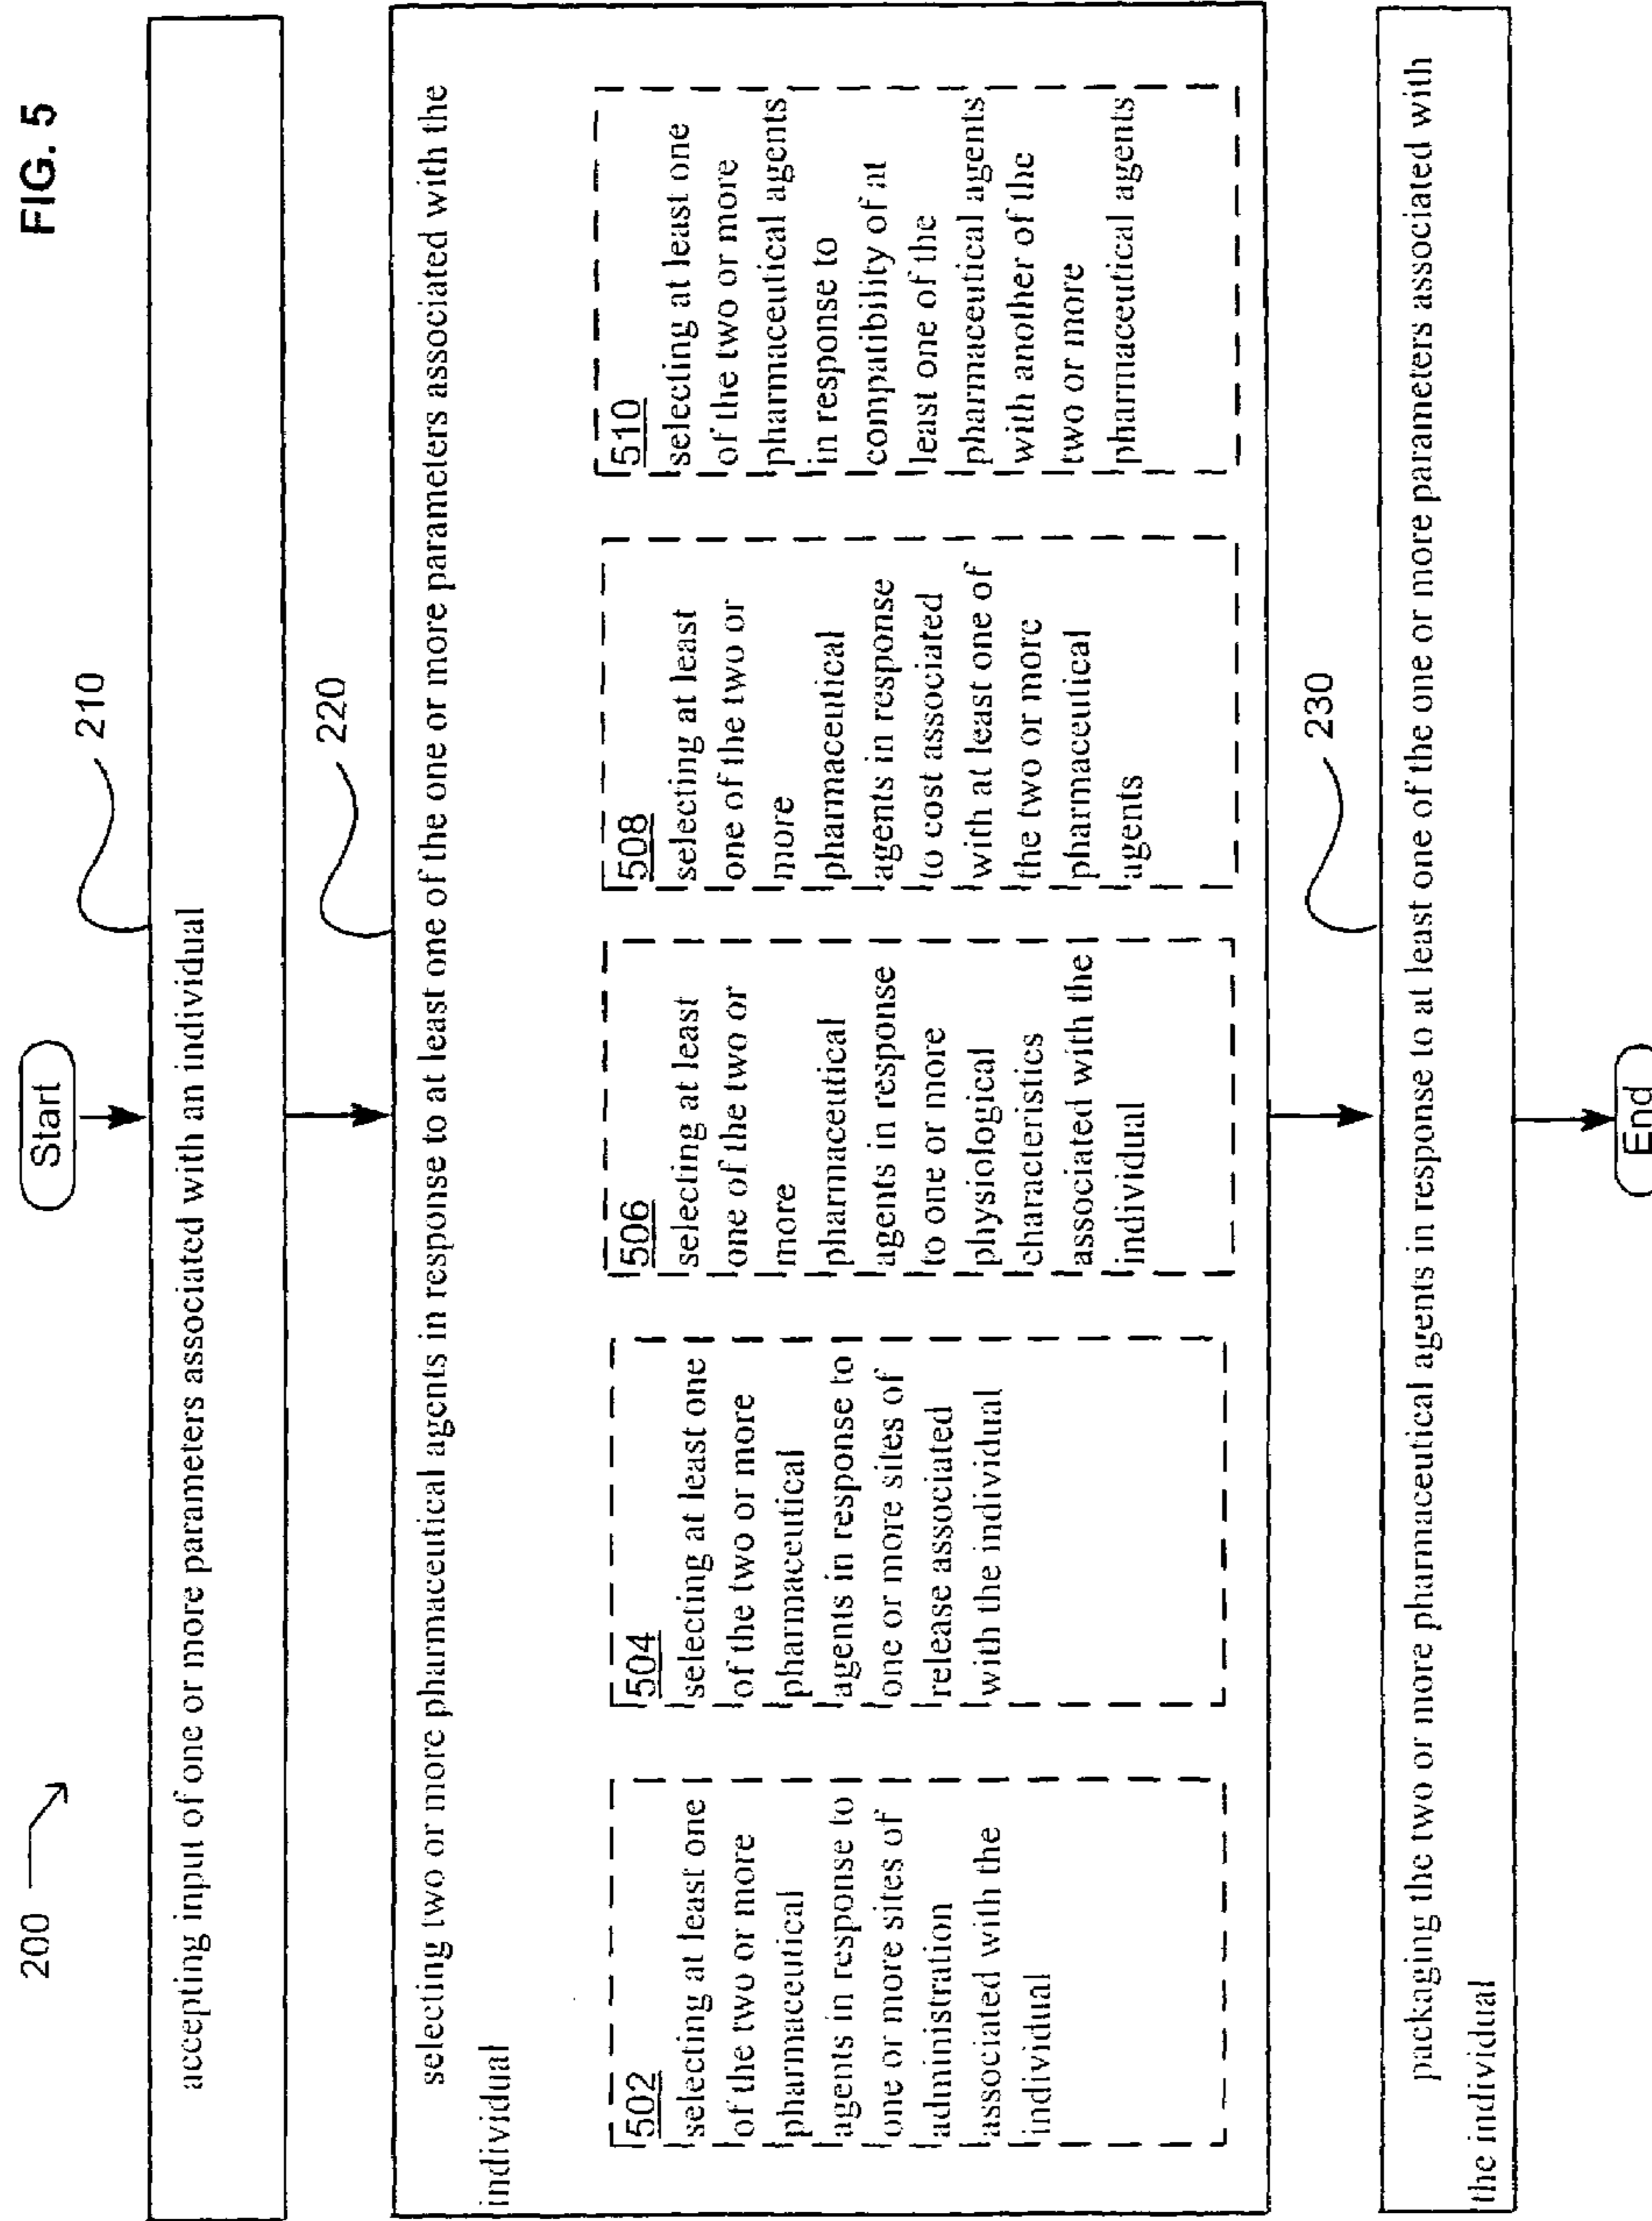 FIG. 5
200
Start
210
accepting input of one or more parameters associated with an individual
220
selecting two or more pharmaceutical agents in response to at least one of the one or more parameters associated with the
individual
502
selecting at least one
of the two or more
pharmaceutical
agents in response to
one or more sites of
administration
associated with the
individual
504
selecting at least one
of the two or more
pharmaceutical
agents in response to
one or more sites of
release associated
with the individual
506
selecting at least
one of the two or
more
pharmaceutical
agents in response
to one or more
physiological
characteristics
associated with the
individual
508
selecting at least
one of the two or
more
pharmaceutical
agents in response
to cost associated
with at least one of
the two or more
pharmaceutical
agents
510
selecting at least one
of the two or more
pharmaceutical agents
in response to
compatibility of at
least one of the
pharmaceutical agents
with another of the
two or more
pharmaceutical agents
230
packaging the two or more pharmaceutical agents in response to at least one of the one or more parameters associated with
the individual
End